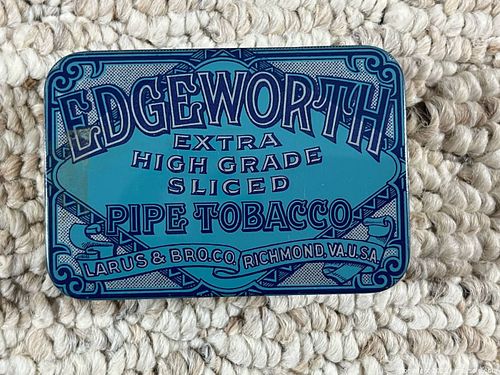 EDGEWORTH
EXTRA
HIGH GRADE
SLICED
PIPE TOBACCO
LARUS & BRO.CO. RICHMOND, VA.U.S.A.